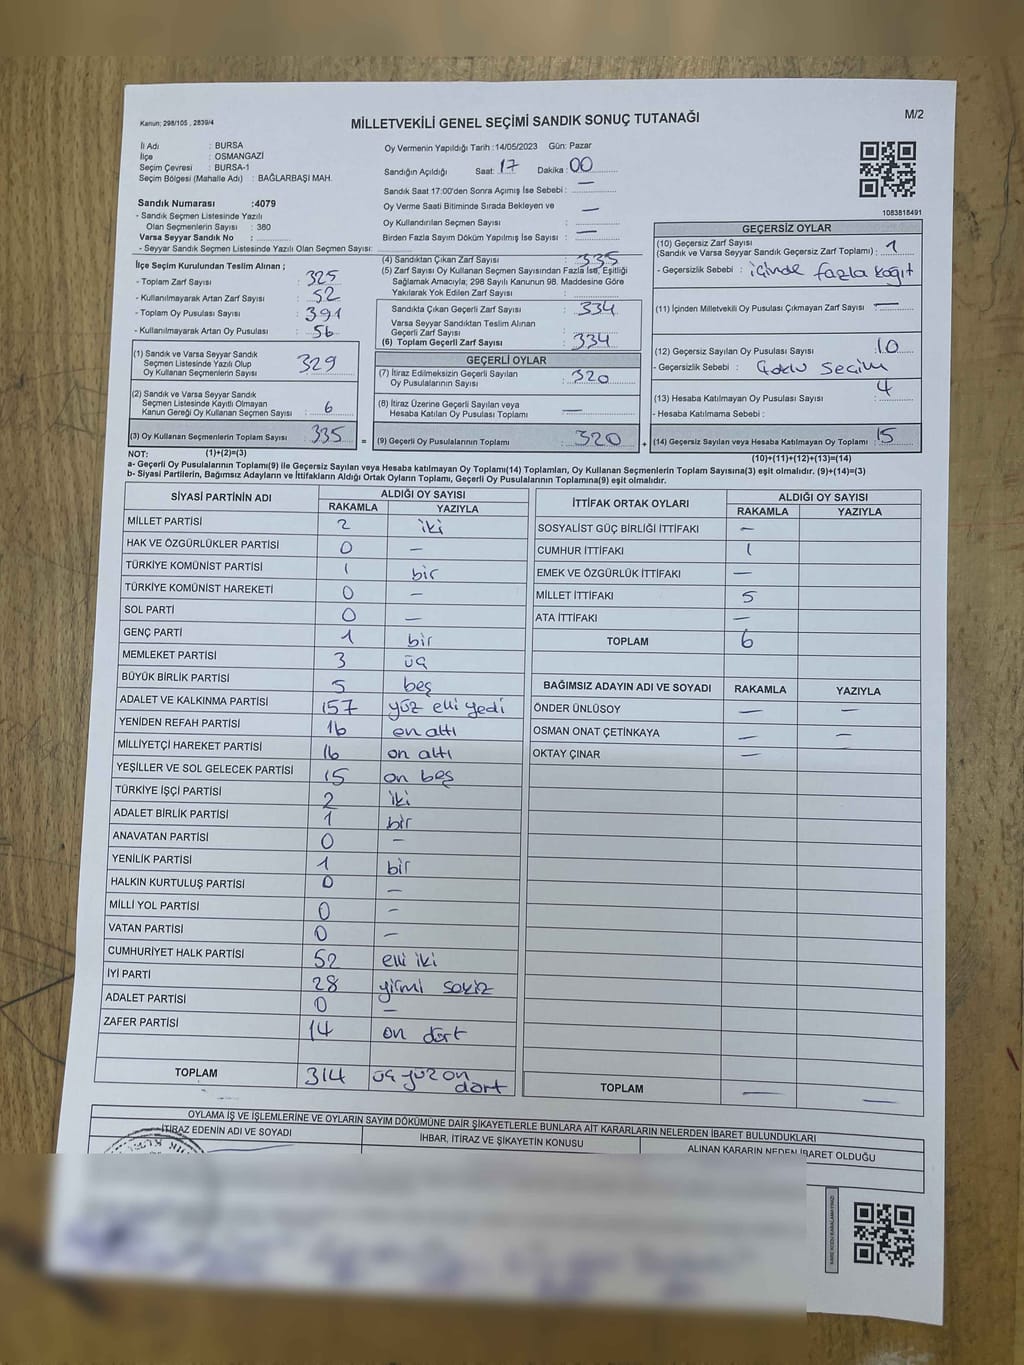 Kanun; 298/105 , 2839/4
MİLLETVEKİLİ GENEL SEÇİMİ SANDIK SONUÇ TUTANAĞI
M/2
İl Adı : BURSA
İlçe : OSMANGAZİ
Seçim Çevresi : BURSA-1
Seçim Bölgesi (Mahalle Adı) : BAĞLARBAŞI MAH.
Sandık Numarası :4079
- Sandık Seçmen Listesinde Yazılı
Olan Seçmenlerin Sayısı : 380
Varsa Seyyar Sandık No :
- Seyyar Sandık Seçmen Listesinde Yazılı Olan Seçmen Sayısı:
Oy Vermenin Yapıldığı Tarih :14/05/2023 Gün: Pazar
Sandığın Açıldığı Saat: 17 Dakika: 00
Sandık Saat 17:00'den Sonra Açımış İse Sebebi : —
Oy Verme Saati Bitiminde Sırada Bekleyen ve
Oy Kullandırılan Seçmen Sayısı : —
Birden Fazla Sayım Döküm Yapılmış İse Sayısı : —
1083818491
İlçe Seçim Kurulundan Teslim Alınan ;
- Toplam Zarf Sayısı : 325
- Kullanılmayarak Artan Zarf Sayısı : 52
- Toplam Oy Pusulası Sayısı : 391
- Kullanılmayarak Artan Oy Pusulası : 56
(1) Sandık ve Varsa Seyyar Sandık
Seçmen Listesinde Yazılı Olup
Oy Kullanan Seçmenlerin Sayısı : 329
(2) Sandık ve Varsa Seyyar Sandık
Seçmen Listesinde Kayıtlı Olmayan
Kanun Gereği Oy Kullanan Seçmen Sayısı : 6
(3) Oy Kullanan Seçmenlerin Toplam Sayısı : 335
(1)+(2)=(3)
(4) Sandıktan Çıkan Zarf Sayısı : 335
(5) Zarf Sayısı Oy Kullanan Seçmen Sayısından Fazla İse, Eşitliği
Sağlamak Amacıyla; 298 Sayılı Kanunun 98. Maddesine Göre
Yakılarak Yok Edilen Zarf Sayısı :
Sandıkta Çıkan Geçerli Zarf Sayısı : 334
Varsa Seyyar Sandıktan Teslim Alınan
Geçerli Zarf Sayısı :
(6) Toplam Geçerli Zarf Sayısı : 334
GEÇERLİ OYLAR
(7) İtiraz Edilmeksizin Geçerli Sayılan
Oy Pusulalarının Sayısı : 320
(8) İtiraz Üzerine Geçerli Sayılan veya
Hesaba Katılan Oy Pusulası Toplamı : —
= (9) Geçerli Oy Pusulalarının Toplamı : 320
GEÇERSİZ OYLAR
(10) Geçersiz Zarf Sayısı
(Sandık ve Varsa Seyyar Sandık Geçersiz Zarf Toplamı) : 1
- Geçersizlik Sebebi : içinde fazla kağıt
(11) İçinden Milletvekili Oy Pusulası Çıkmayan Zarf Sayısı : —
(12) Geçersiz Sayılan Oy Pusulası Sayısı : 10
- Geçersizlik Sebebi : Çoklu seçim
(13) Hesaba Katılmayan Oy Pusulası Sayısı : 4
- Hesaba Katılmama Sebebi :
+ (14) Geçersiz Sayılan veya Hesaba Katılmayan Oy Toplamı : 15
(10)+(11)+(12)+(13)=(14)
NOT:
a- Geçerli Oy Pusulalarının Toplamı(9) ile Geçersiz Sayılan veya Hesaba katılmayan Oy Toplamı(14) Toplamları, Oy Kullanan Seçmenlerin Toplam Sayısına(3) eşit olmalıdır. (9)+(14)=(3)
b- Siyasi Partilerin, Bağımsız Adayların ve İttifakların Aldığı Ortak Oyların Toplamı, Geçerli Oy Pusulalarının Toplamına(9) eşit olmalıdır.
SİYASİ PARTİNİN ADI ALDIĞI OY SAYISI
RAKAMLA YAZIYLA
MİLLET PARTİSİ 2 iki
HAK VE ÖZGÜRLÜKLER PARTİSİ 0 —
TÜRKİYE KOMÜNİST PARTİSİ 1 bir
TÜRKİYE KOMÜNİST HAREKETİ 0 —
SOL PARTİ 0 —
GENÇ PARTİ 1 bir
MEMLEKET PARTİSİ 3 üç
BÜYÜK BİRLİK PARTİSİ 5 beş
ADALET VE KALKINMA PARTİSİ 157 yüz elli yedi
YENİDEN REFAH PARTİSİ 16 on altı
MİLLİYETÇİ HAREKET PARTİSİ 16 on altı
YEŞİLLER VE SOL GELECEK PARTİSİ 15 on beş
TÜRKİYE İŞÇİ PARTİSİ 2 iki
ADALET BİRLİK PARTİSİ 1 bir
ANAVATAN PARTİSİ 0 —
YENİLİK PARTİSİ 1 bir
HALKIN KURTULUŞ PARTİSİ 0 —
MİLLİ YOL PARTİSİ 0 —
VATAN PARTİSİ 0 —
CUMHURİYET HALK PARTİSİ 52 elli iki
İYİ PARTİ 28 yirmi sekiz
ADALET PARTİSİ 0 —
ZAFER PARTİSİ 14 on dört
TOPLAM 314 üç yüz on
dört
İTTİFAK ORTAK OYLARI ALDIĞI OY SAYISI
RAKAMLA YAZIYLA
SOSYALİST GÜÇ BİRLİĞİ İTTİFAKI —
CUMHUR İTTİFAKI 1
EMEK VE ÖZGÜRLÜK İTTİFAKI —
MİLLET İTTİFAKI 5
ATA İTTİFAKI —
TOPLAM 6
BAĞIMSIZ ADAYIN ADI VE SOYADI RAKAMLA YAZIYLA
ÖNDER ÜNLÜSOY — —
OSMAN ONAT ÇETİNKAYA — —
OKTAY ÇINAR —
TOPLAM — —
OYLAMA İŞ VE İŞLEMLERİNE VE OYLARIN SAYIM DÖKÜMÜNE DAİR ŞİKAYETLERLE BUNLARA AİT KARARLARIN NELERDEN İBARET BULUNDUKLARI
İTİRAZ EDENİN ADI VE SOYADI
İHBAR, İTİRAZ VE ŞİKAYETİN KONUSU
ALINAN KARARIN NEDEN İBARET OLDUĞU